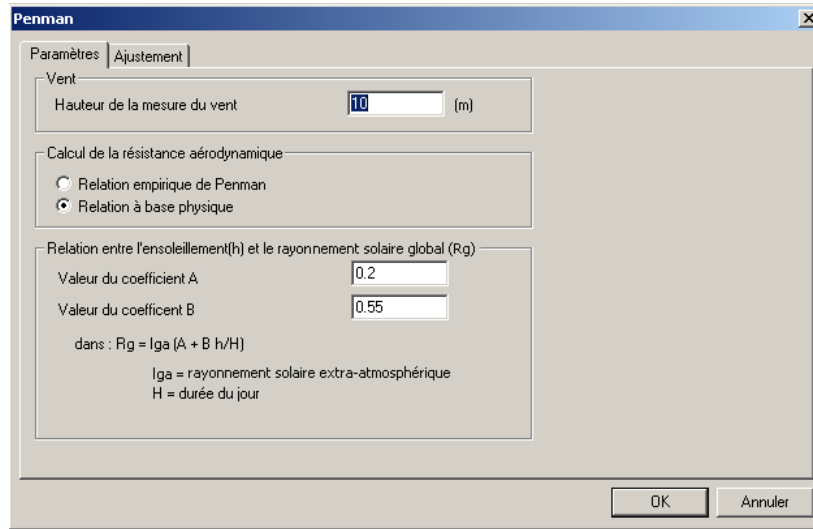 Penman
Paramètres Ajustement
Vent
Hauteur de la mesure du vent 10 (m)
Calcul de la résistance aérodynamique
Relation empirique de Penman
Relation à base physique
Relation entre l'ensoleillement(h) et le rayonnement solaire global (Rg)
Valeur du coefficient A 0.2
Valeur du coefficent B 0.55
dans : Rg = Iga (A + B h/H)
Iga = rayonnement solaire extra-atmosphérique
H = durée du jour
OK Annuler